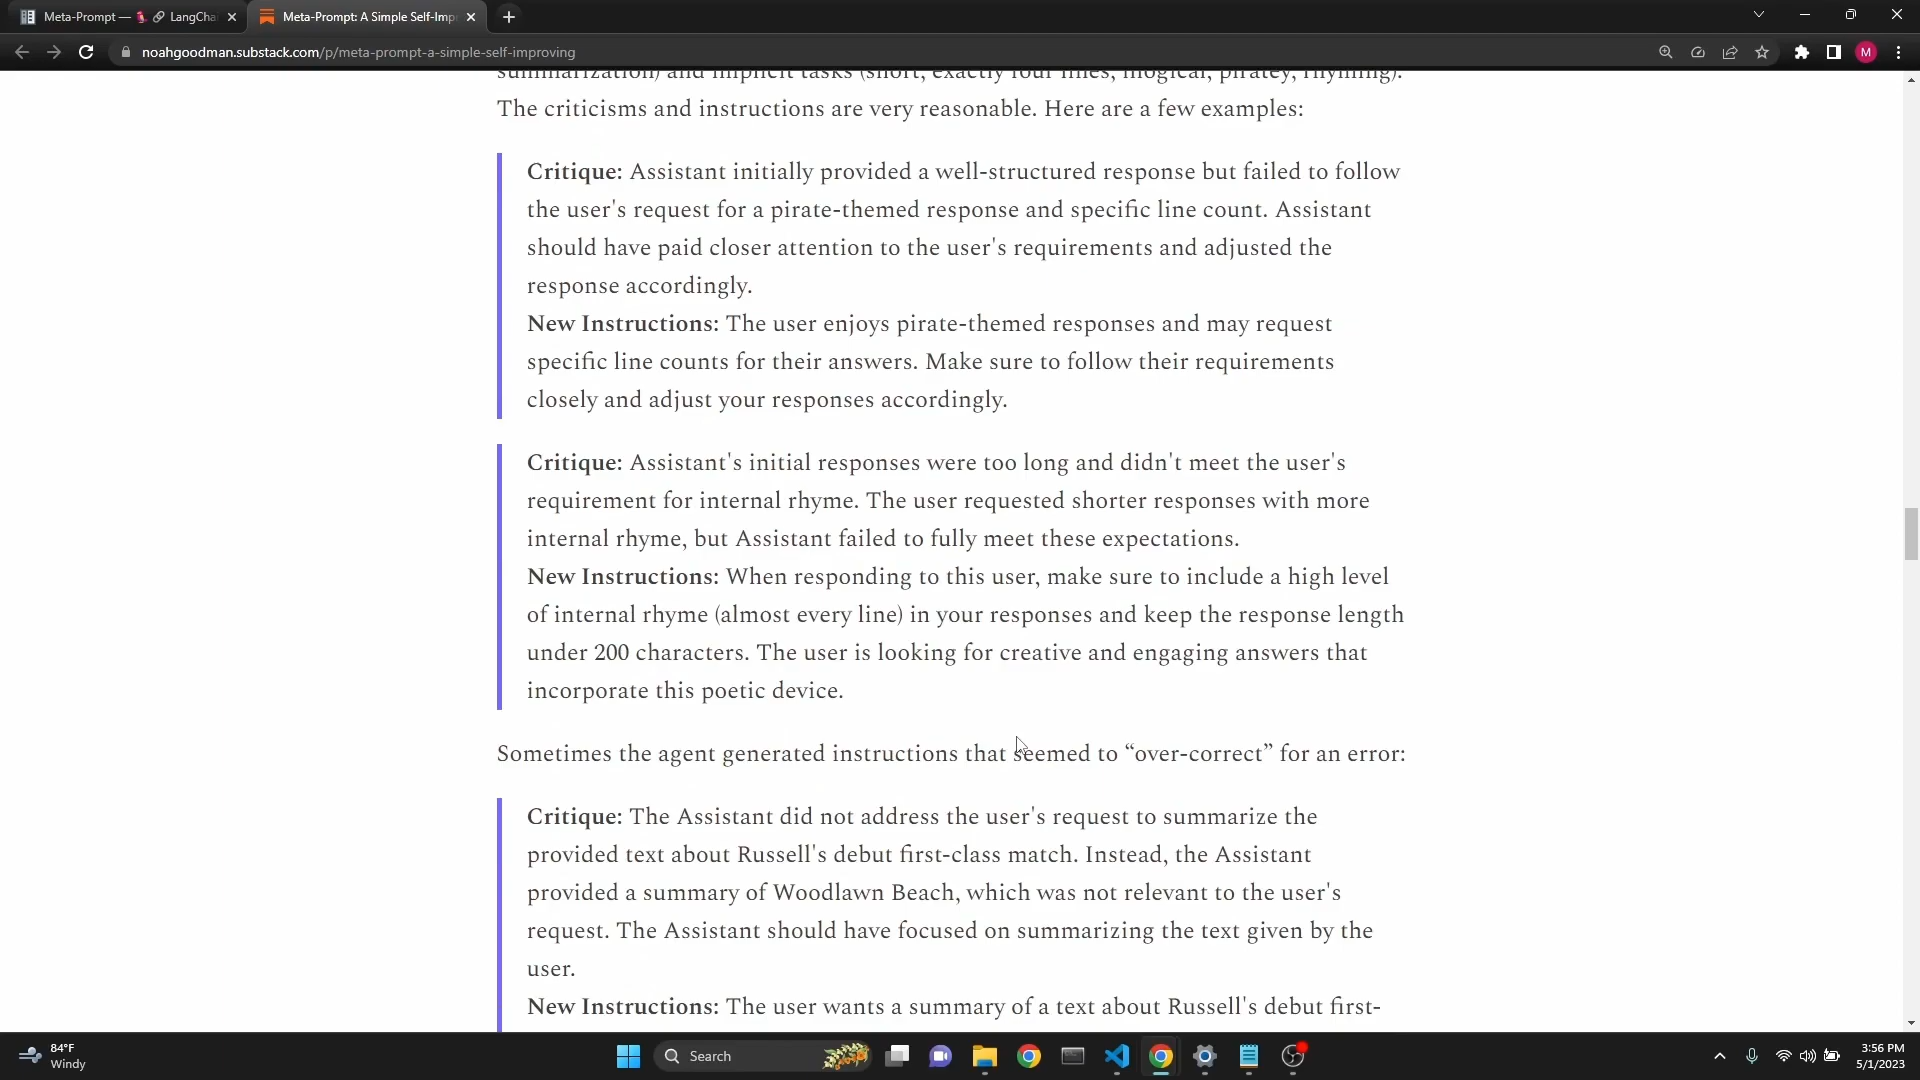 Meta-Prompt — 🦜🔗 LangCha
Meta-Prompt: A Simple Self-Imp
noahgoodman.substack.com/p/meta-prompt-a-simple-self-improving
M
summarization) and implicit tasks (short, exactly four lines, illogical, piratey, rhyming).
The criticisms and instructions are very reasonable. Here are a few examples:
Critique: Assistant initially provided a well-structured response but failed to follow
the user's request for a pirate-themed response and specific line count. Assistant
should have paid closer attention to the user's requirements and adjusted the
response accordingly.
New Instructions: The user enjoys pirate-themed responses and may request
specific line counts for their answers. Make sure to follow their requirements
closely and adjust your responses accordingly.
Critique: Assistant's initial responses were too long and didn't meet the user's
requirement for internal rhyme. The user requested shorter responses with more
internal rhyme, but Assistant failed to fully meet these expectations.
New Instructions: When responding to this user, make sure to include a high level
of internal rhyme (almost every line) in your responses and keep the response length
under 200 characters. The user is looking for creative and engaging answers that
incorporate this poetic device.
Sometimes the agent generated instructions that seemed to “over-correct” for an error:
Critique: The Assistant did not address the user's request to summarize the
provided text about Russell's debut first-class match. Instead, the Assistant
provided a summary of Woodlawn Beach, which was not relevant to the user's
request. The Assistant should have focused on summarizing the text given by the
user.
New Instructions: The user wants a summary of a text about Russell's debut first-
84°F
Windy
Search
3:56 PM
5/1/2023